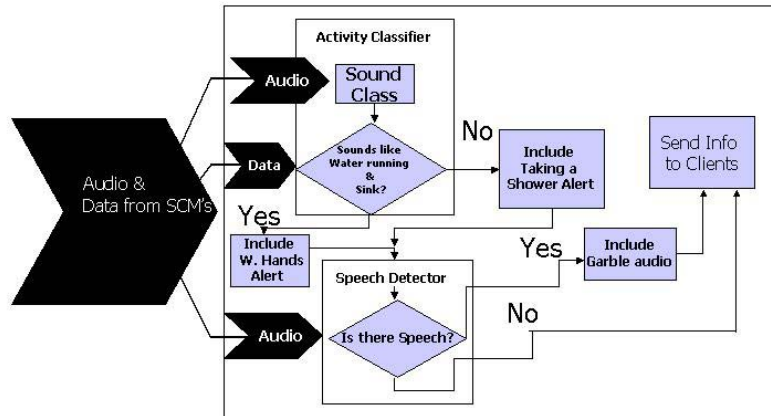 Activity Classifier
Audio
Sound
Class
Audio &
Data from SCM's
Data
Sounds like
Water running
&
Sink?
No
Include
Taking a
Shower Alert
Send Info
to Clients
Yes
Include
W. Hands
Alert
Speech Detector
Yes
Include
Garble audio
Audio
Is there Speech?
No